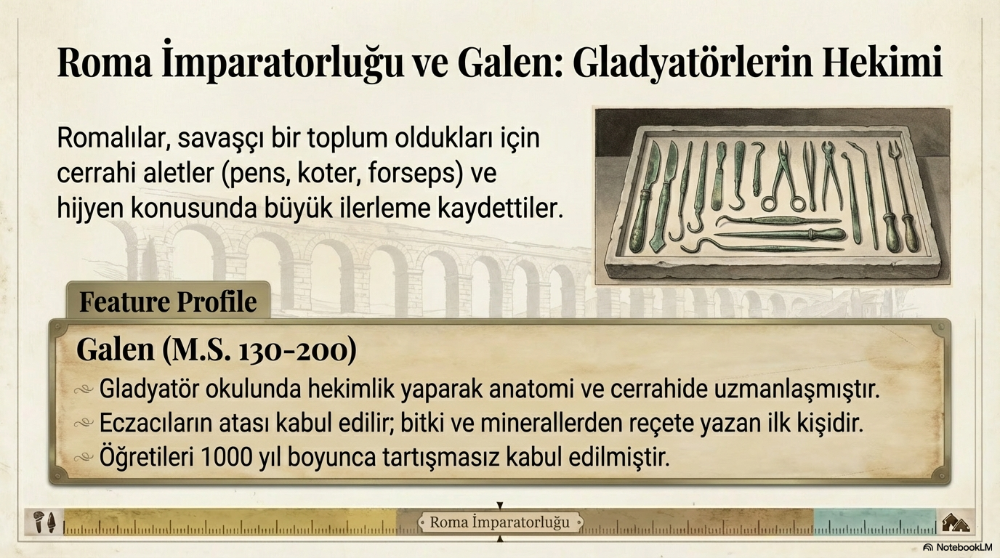 Roma İmparatorluğu ve Galen: Gladyatörlerin Hekimi
Romalılar, savaşçı bir toplum oldukları için
cerrahi aletler (pens, koter, forseps) ve
hijyen konusunda büyük ilerleme kaydettiler.
Feature Profile
Galen (M.S. 130-200)
Gladyatör okulunda hekimlik yaparak anatomi ve cerrahide uzmanlaşmıştır.
Eczacıların atası kabul edilir; bitki ve minerallerden reçete yazan ilk kişidir.
Öğretileri 1000 yıl boyunca tartışmasız kabul edilmiştir.
Roma İmparatorluğu
NotebookLM